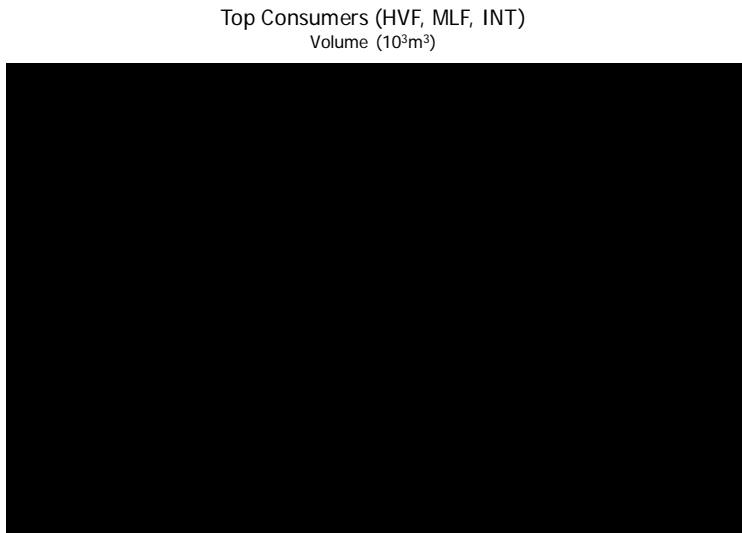 Top Consumers (HVF, MLF, INT)
Volume (10³m³)